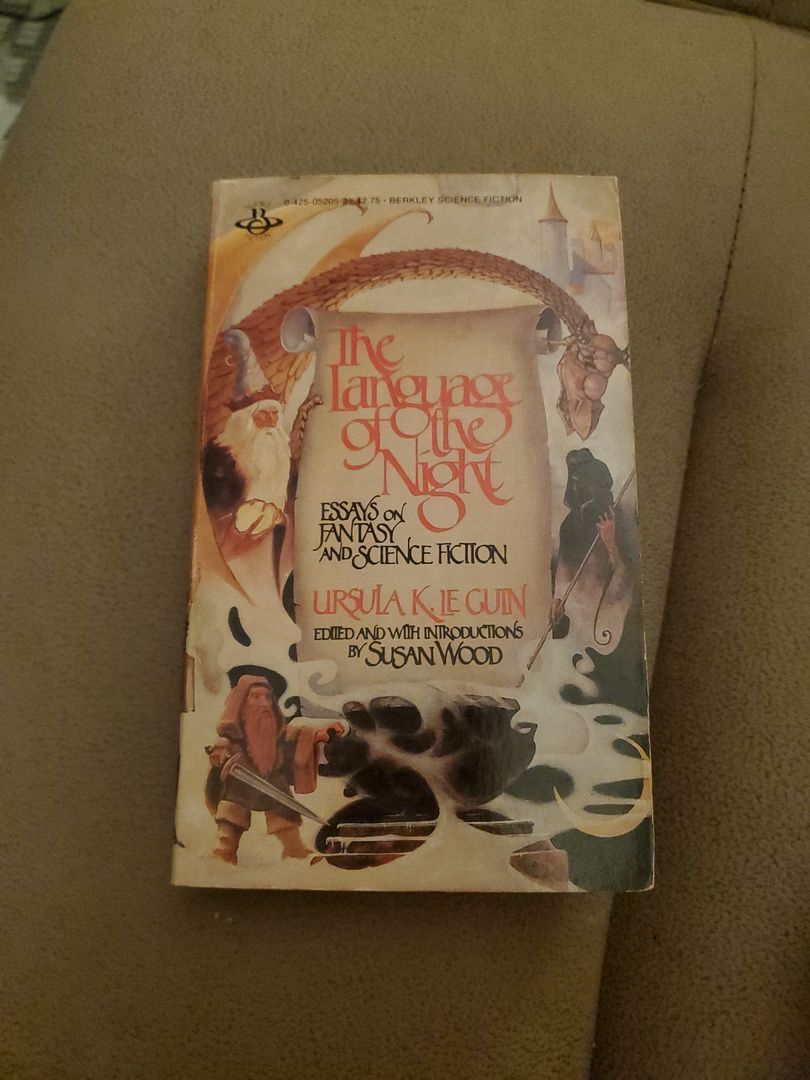 0-425-05205-2 $2.75 • BERKLEY SCIENCE FICTION
B
The
Language
of the
Night
ESSAYS ON
FANTASY
AND SCIENCE FICTION
URSULA K. LE GUIN
EDITED AND WITH INTRODUCTIONS
BY SUSAN WOOD